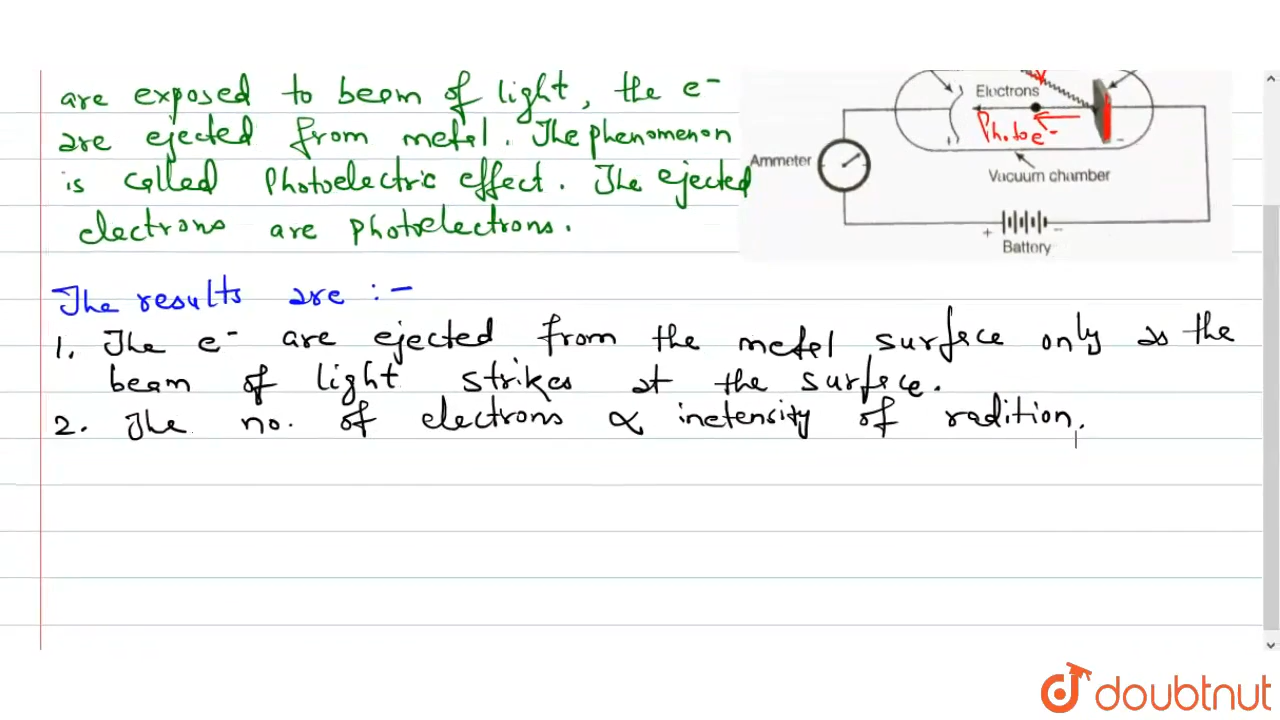 are exposed to beam of light, the e⁻
are ejected from metal. The phenomenon
is called Photoelectric effect. The ejected
electrons are photoelectrons.
Electrons
Photoe⁻
-
Ammeter
Vacuum chamber
+ -
Battery
The results are :-
1. The e⁻ are ejected from the metal surface only as the
beam of light strikes at the surface.
2. The no. of electrons ∝ inetensity of radition.
doubtnut